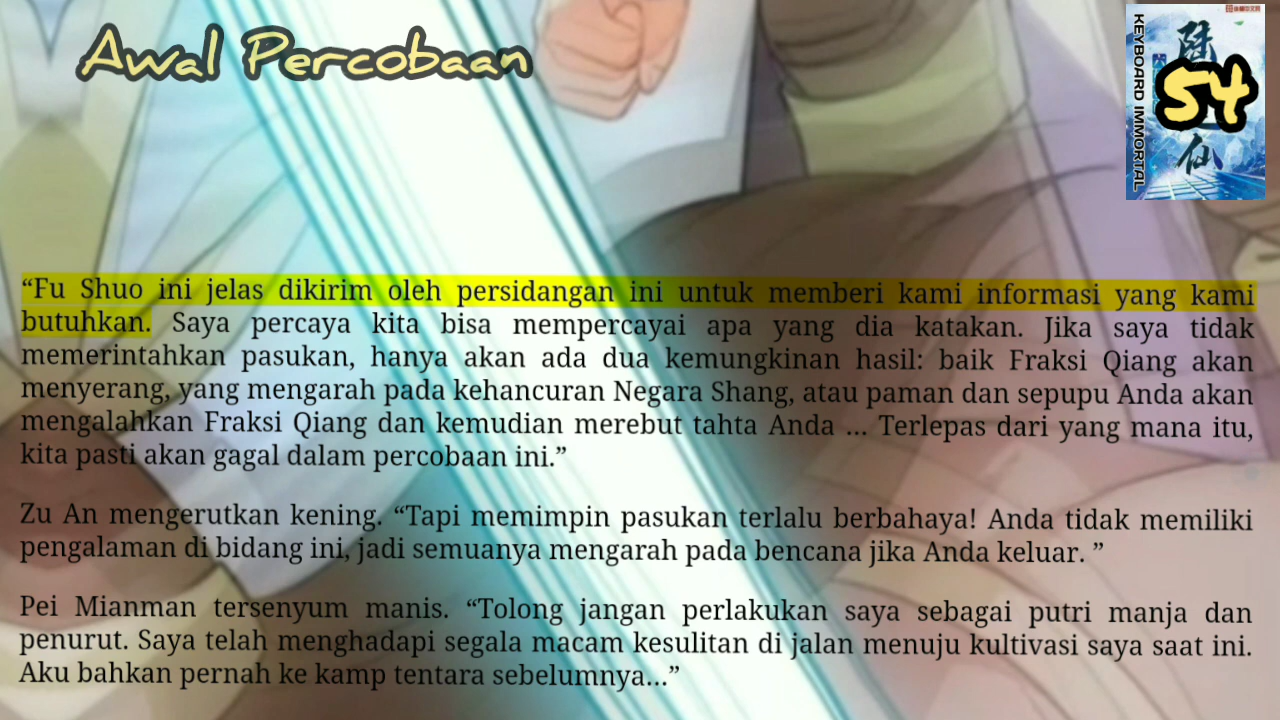 Awal Percobaan
KEYBOARD IMMORTAL
54
仙
“Fu Shuo ini jelas dikirim oleh persidangan ini untuk memberi kami informasi yang kami
butuhkan. Saya percaya kita bisa mempercayai apa yang dia katakan. Jika saya tidak
memerintahkan pasukan, hanya akan ada dua kemungkinan hasil: baik Fraksi Qiang akan
menyerang, yang mengarah pada kehancuran Negara Shang, atau paman dan sepupu Anda akan
mengalahkan Fraksi Qiang dan kemudian merebut tahta Anda ... Terlepas dari yang mana itu,
kita pasti akan gagal dalam percobaan ini.”
Zu An mengerutkan kening. “Tapi memimpin pasukan terlalu berbahaya! Anda tidak memiliki
pengalaman di bidang ini, jadi semuanya mengarah pada bencana jika Anda keluar. ”
Pei Mianman tersenyum manis. “Tolong jangan perlakukan saya sebagai putri manja dan
penurut. Saya telah menghadapi segala macam kesulitan di jalan menuju kultivasi saya saat ini.
Aku bahkan pernah ke kamp tentara sebelumnya...”